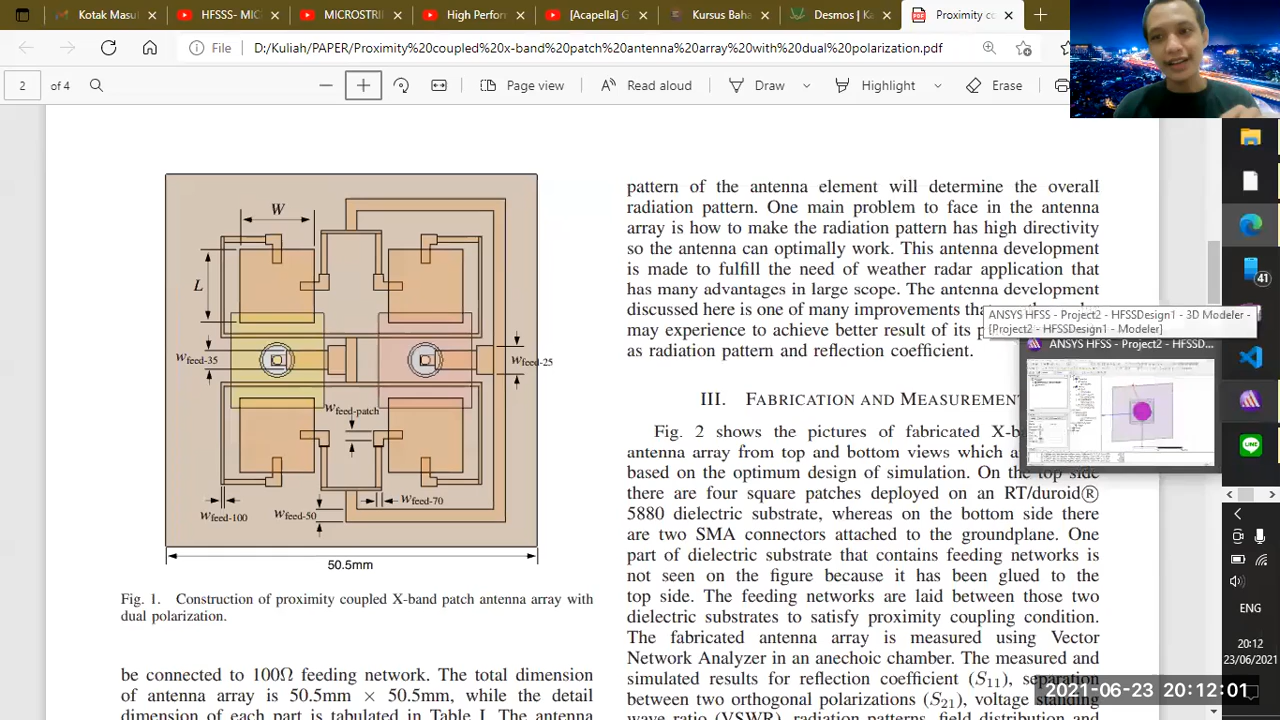 Kotak Masul
HFSSS- MIC
MICROSTRI
High Perfor
[Acapella] G
Kursus Baha
Desmos | Ka
Proximity co
File
D:/Kuliah/PAPER/Proximity%20coupled%20x-band%20patch%20antenna%20array%20with%20dual%20polarization.pdf
2 of 4
Page view
Read aloud
Draw
Highlight
Erase
W
L
wfeed-35
wfeed-25
wfeed-patch
wfeed-100
wfeed-50
wfeed-70
50.5mm
Fig. 1. Construction of proximity coupled X-band patch antenna array with
dual polarization.
be connected to 100Ω feeding network. The total dimension
of antenna array is 50.5mm × 50.5mm, while the detail
dimension of each part is tabulated in Table I. The antenna
pattern of the antenna element will determine the overall
radiation pattern. One main problem to face in the antenna
array is how to make the radiation pattern has high directivity
so the antenna can optimally work. This antenna development
is made to fulfill the need of weather radar application that
has many advantages in large scope. The antenna development
discussed here is one of many improvements
may experience to achieve better result of its
as radiation pattern and reflection coefficient.
III. FABRICATION AND MEASUREMEN
Fig. 2 shows the pictures of fabricated X-b
antenna array from top and bottom views which a
based on the optimum design of simulation. On the top side
there are four square patches deployed on an RT/duroid®
5880 dielectric substrate, whereas on the bottom side there
are two SMA connectors attached to the groundplane. One
part of dielectric substrate that contains feeding networks is
not seen on the figure because it has been glued to the
top side. The feeding networks are laid between those two
dielectric substrates to satisfy proximity coupling condition.
The fabricated antenna array is measured using Vector
Network Analyzer in an anechoic chamber. The measured and
simulated results for reflection coefficient (S11), separation
between two orthogonal polarizations (S21), voltage standing
wave ratio (VSWR), radiation patterns, field distribution and
ANSYS HFSS - Project2 - HFSSDesign1 - 3D Modeler -
[Project2 - HFSSDesign1 - Modeler]
ANSYS HFSS - Project2 - HFSSD...
41
LINE
ENG
20:12
23/06/2021
2021-06-23 20:12:01